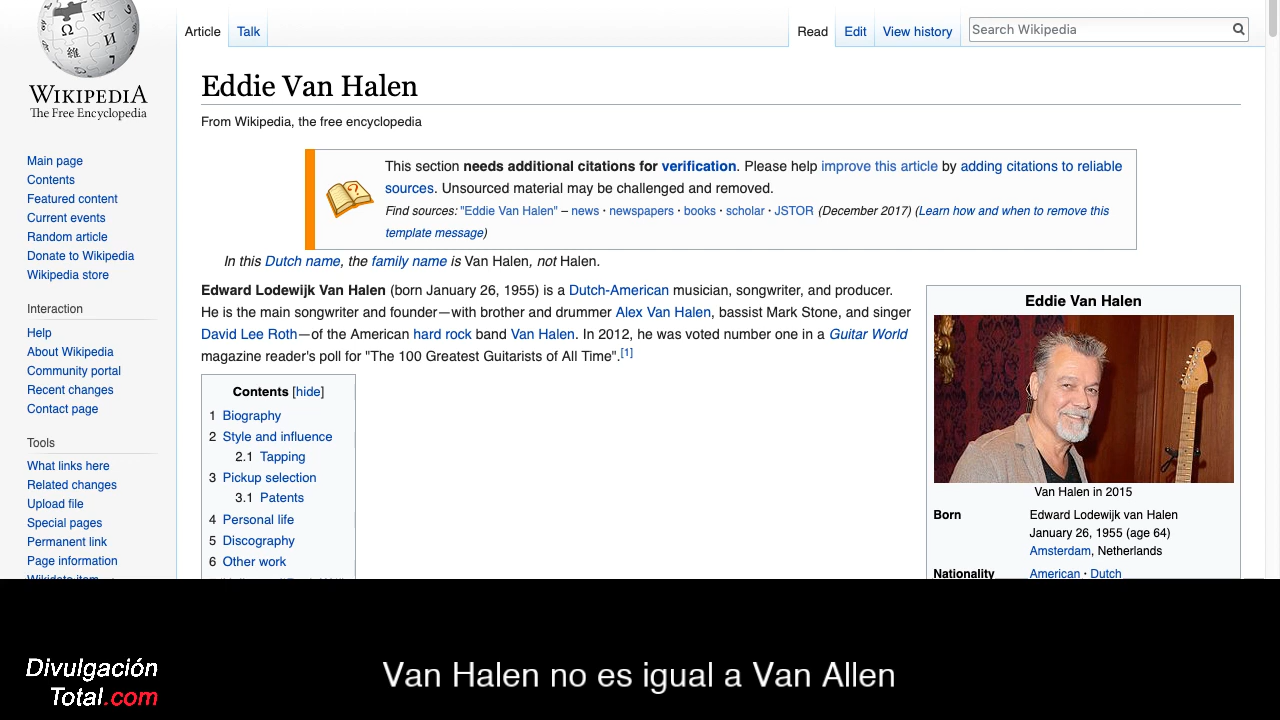 Article
Talk
Read
Edit
View history
Search Wikipedia
WIKIPEDIA
The Free Encyclopedia
Main page
Contents
Featured content
Current events
Random article
Donate to Wikipedia
Wikipedia store
Interaction
Help
About Wikipedia
Community portal
Recent changes
Contact page
Tools
What links here
Related changes
Upload file
Special pages
Permanent link
Page information
Wikidata item
Eddie Van Halen
From Wikipedia, the free encyclopedia
This section needs additional citations for verification. Please help improve this article by adding citations to reliable
sources. Unsourced material may be challenged and removed.
Find sources: "Eddie Van Halen" – news · newspapers · books · scholar · JSTOR (December 2017) (Learn how and when to remove this
template message)
In this Dutch name, the family name is Van Halen, not Halen.
Edward Lodewijk Van Halen (born January 26, 1955) is a Dutch-American musician, songwriter, and producer.
He is the main songwriter and founder—with brother and drummer Alex Van Halen, bassist Mark Stone, and singer
David Lee Roth—of the American hard rock band Van Halen. In 2012, he was voted number one in a Guitar World
magazine reader's poll for "The 100 Greatest Guitarists of All Time".[1]
Contents [hide]
1 Biography
2 Style and influence
2.1 Tapping
3 Pickup selection
3.1 Patents
4 Personal life
5 Discography
6 Other work
Eddie Van Halen
Van Halen in 2015
Born Edward Lodewijk van Halen
January 26, 1955 (age 64)
Amsterdam, Netherlands
Nationality American · Dutch
Divulgación
Total.com
Van Halen no es igual a Van Allen